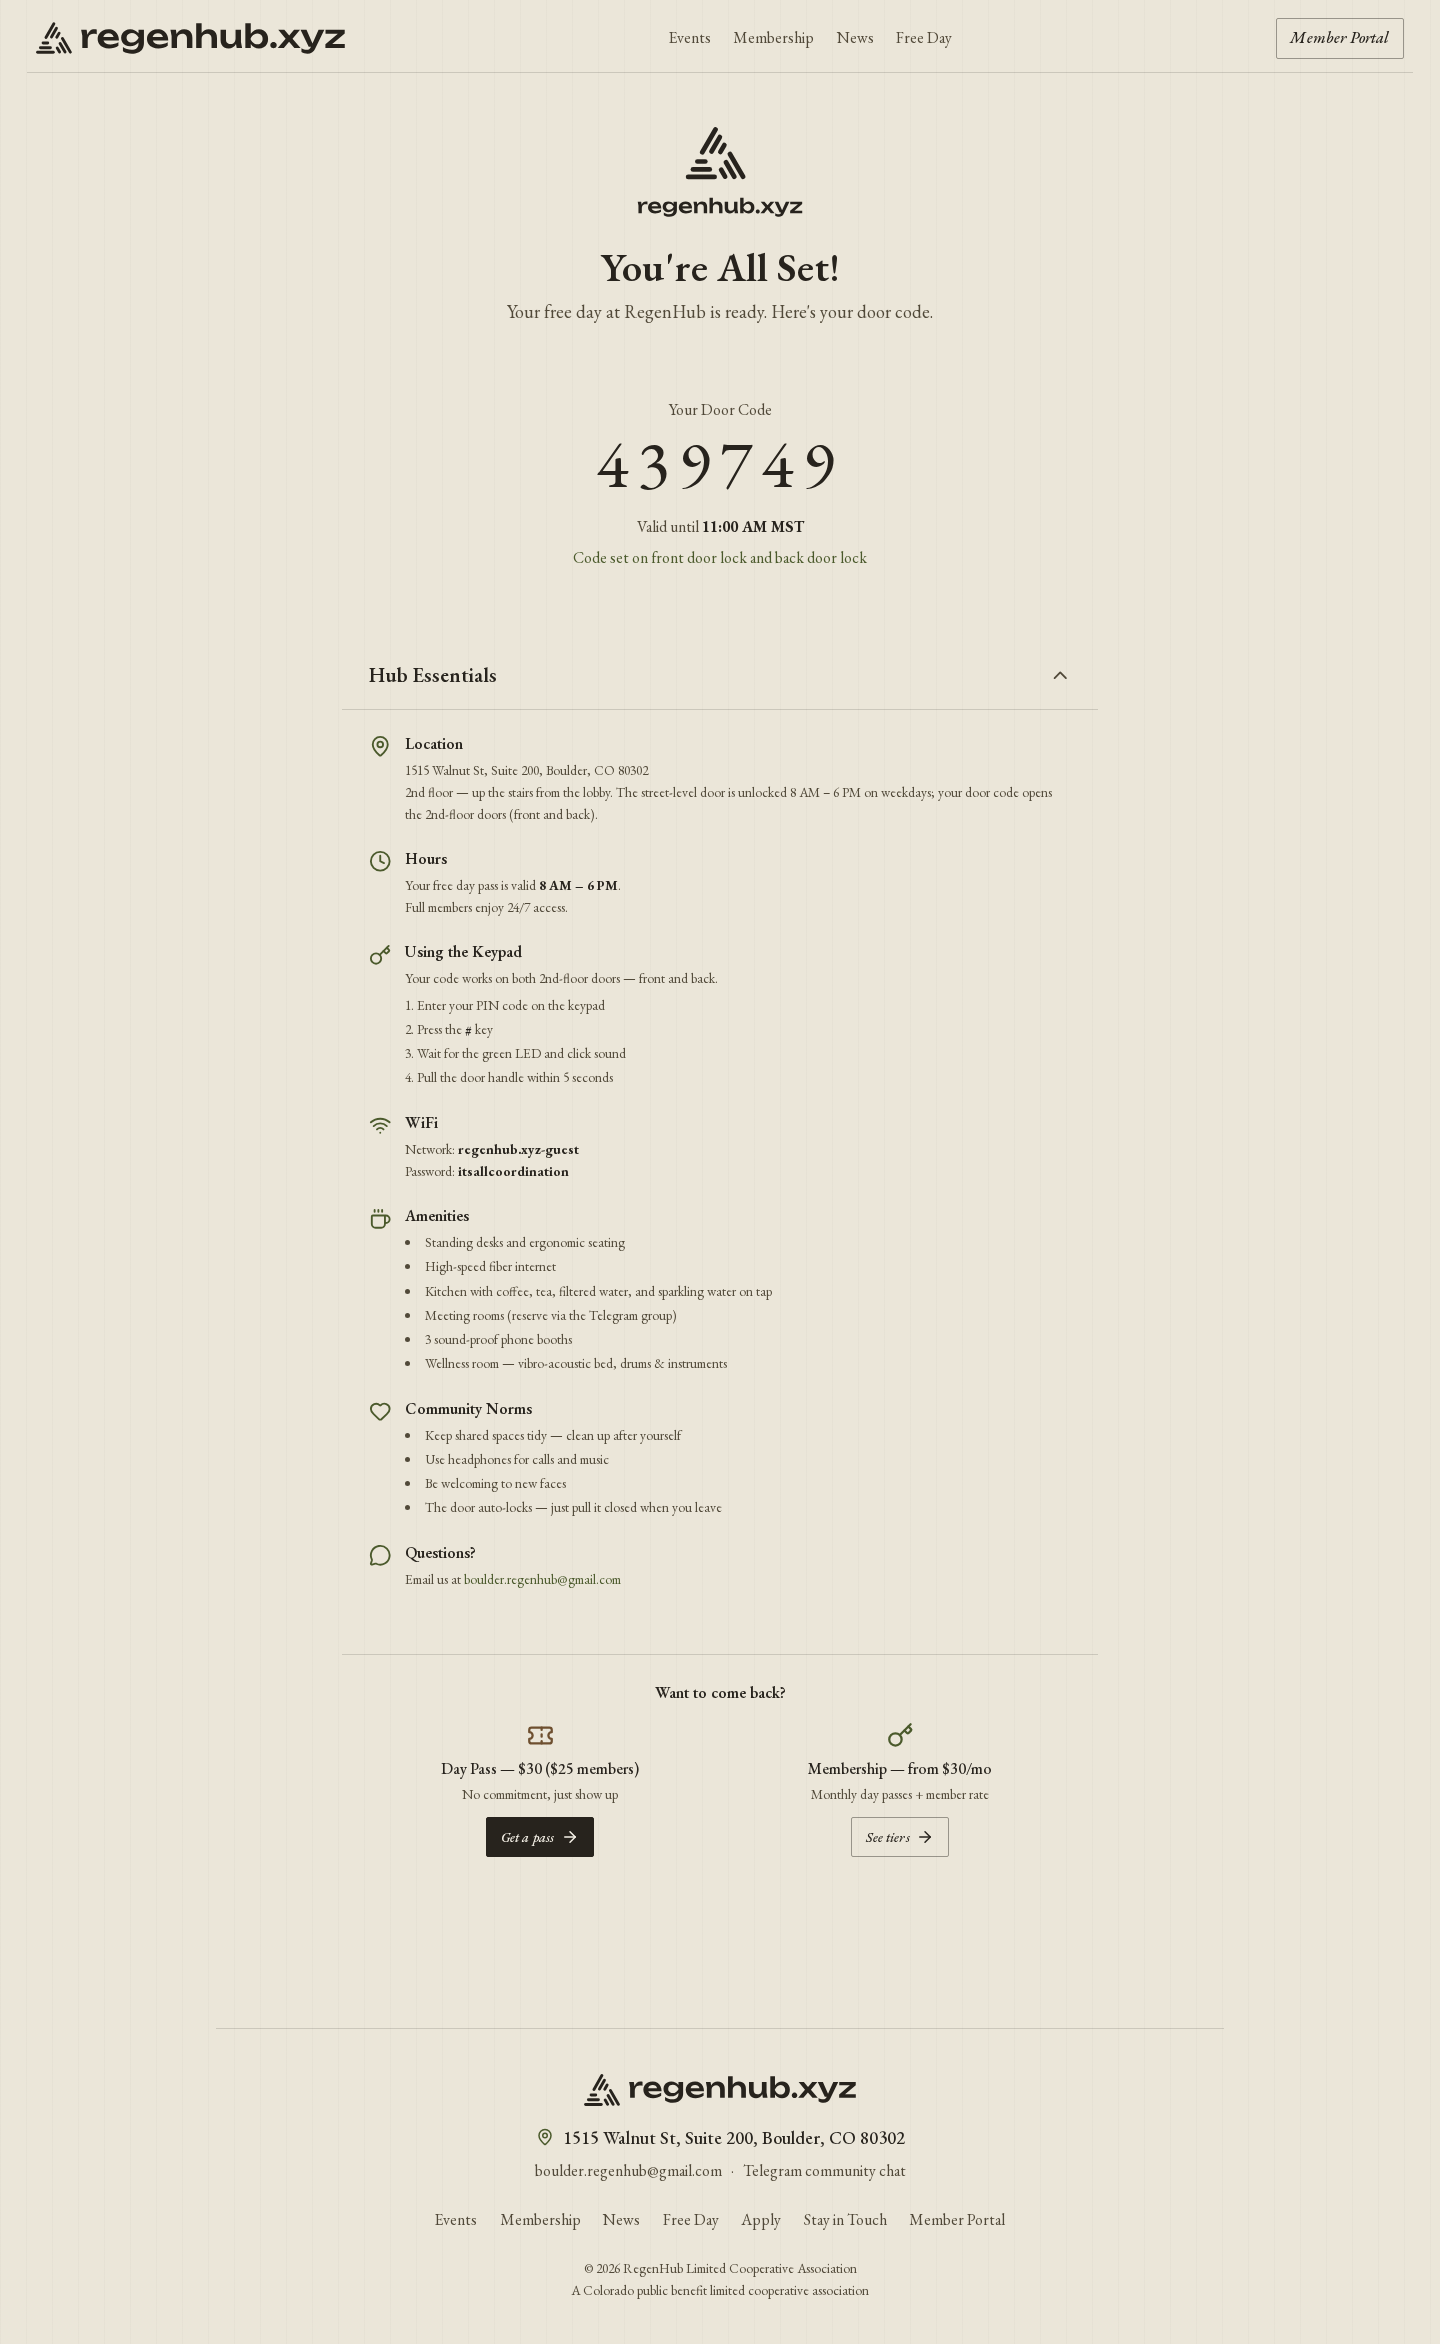 regenhub.xyz
Events Membership News Free Day
Member Portal
regenhub.xyz
You're All Set!
Your free day at RegenHub is ready. Here's your door code.
Your Door Code
439749
Valid until 11:00 AM MST
Code set on front door lock and back door lock
Hub Essentials
Location
1515 Walnut St, Suite 200, Boulder, CO 80302
2nd floor — up the stairs from the lobby. The street-level door is unlocked 8 AM – 6 PM on weekdays; your door code opens
the 2nd-floor doors (front and back).
Hours
Your free day pass is valid 8 AM – 6 PM.
Full members enjoy 24/7 access.
Using the Keypad
Your code works on both 2nd-floor doors — front and back.
1. Enter your PIN code on the keypad
2. Press the # key
3. Wait for the green LED and click sound
4. Pull the door handle within 5 seconds
WiFi
Network: regenhub.xyz-guest
Password: itsallcoordination
Amenities
• Standing desks and ergonomic seating
• High-speed fiber internet
• Kitchen with coffee, tea, filtered water, and sparkling water on tap
• Meeting rooms (reserve via the Telegram group)
• 3 sound-proof phone booths
• Wellness room — vibro-acoustic bed, drums & instruments
Community Norms
• Keep shared spaces tidy — clean up after yourself
• Use headphones for calls and music
• Be welcoming to new faces
• The door auto-locks — just pull it closed when you leave
Questions?
Email us at boulder.regenhub@gmail.com
Want to come back?
Day Pass — $30 ($25 members)
No commitment, just show up
Get a pass →
Membership — from $30/mo
Monthly day passes + member rate
See tiers →
regenhub.xyz
1515 Walnut St, Suite 200, Boulder, CO 80302
boulder.regenhub@gmail.com · Telegram community chat
Events Membership News Free Day Apply Stay in Touch Member Portal
© 2026 RegenHub Limited Cooperative Association
A Colorado public benefit limited cooperative association